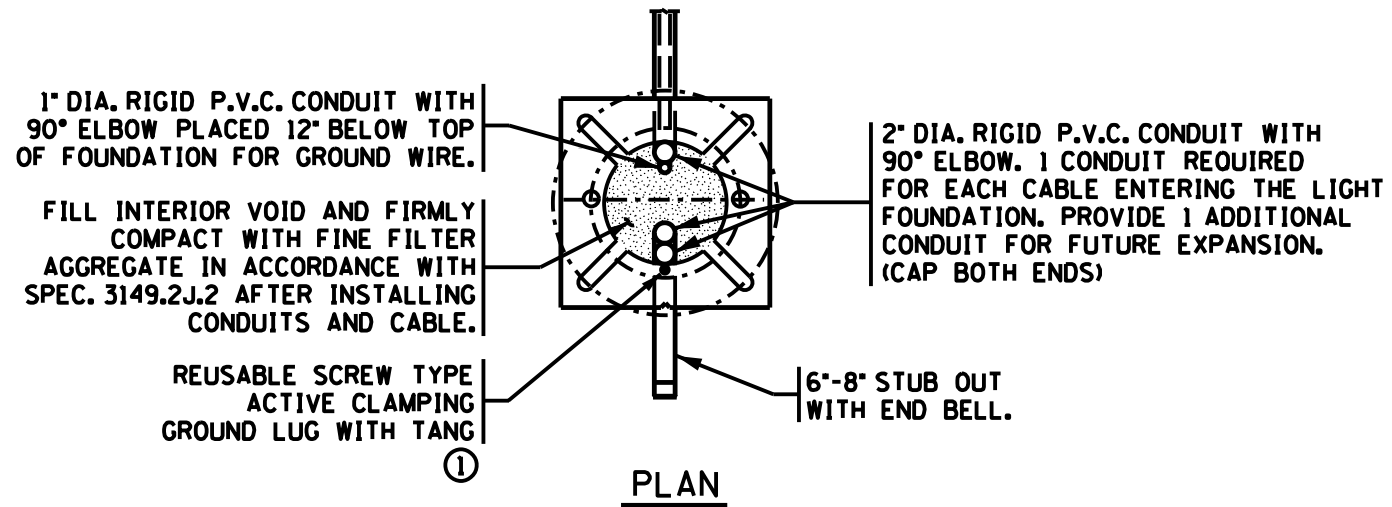 1" DIA. RIGID P.V.C. CONDUIT WITH
90° ELBOW PLACED 12" BELOW TOP
OF FOUNDATION FOR GROUND WIRE.
FILL INTERIOR VOID AND FIRMLY
COMPACT WITH FINE FILTER
AGGREGATE IN ACCORDANCE WITH
SPEC. 3149.2J.2 AFTER INSTALLING
CONDUITS AND CABLE.
REUSABLE SCREW TYPE
ACTIVE CLAMPING
GROUND LUG WITH TANG
1
2" DIA. RIGID P.V.C. CONDUIT WITH
90° ELBOW. 1 CONDUIT REQUIRED
FOR EACH CABLE ENTERING THE LIGHT
FOUNDATION. PROVIDE 1 ADDITIONAL
CONDUIT FOR FUTURE EXPANSION.
(CAP BOTH ENDS)
6"-8" STUB OUT
WITH END BELL.
PLAN